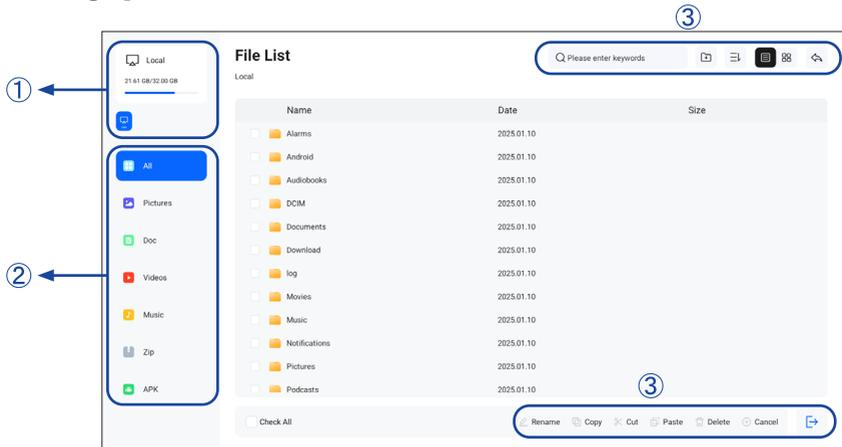 ③
Local
21.61 GB/32.00 GB
①
File List
Local
Please enter keywords
Name Date Size
Alarms 2025.01.10
Android 2025.01.10
Audiobooks 2025.01.10
DCIM 2025.01.10
Documents 2025.01.10
Download 2025.01.10
log 2025.01.10
Movies 2025.01.10
Music 2025.01.10
Notifications 2025.01.10
Pictures 2025.01.10
Podcasts 2025.01.10
②
All
Pictures
Doc
Videos
Music
Zip
APK
③
Check All
Rename Copy Cut Paste Delete Cancel